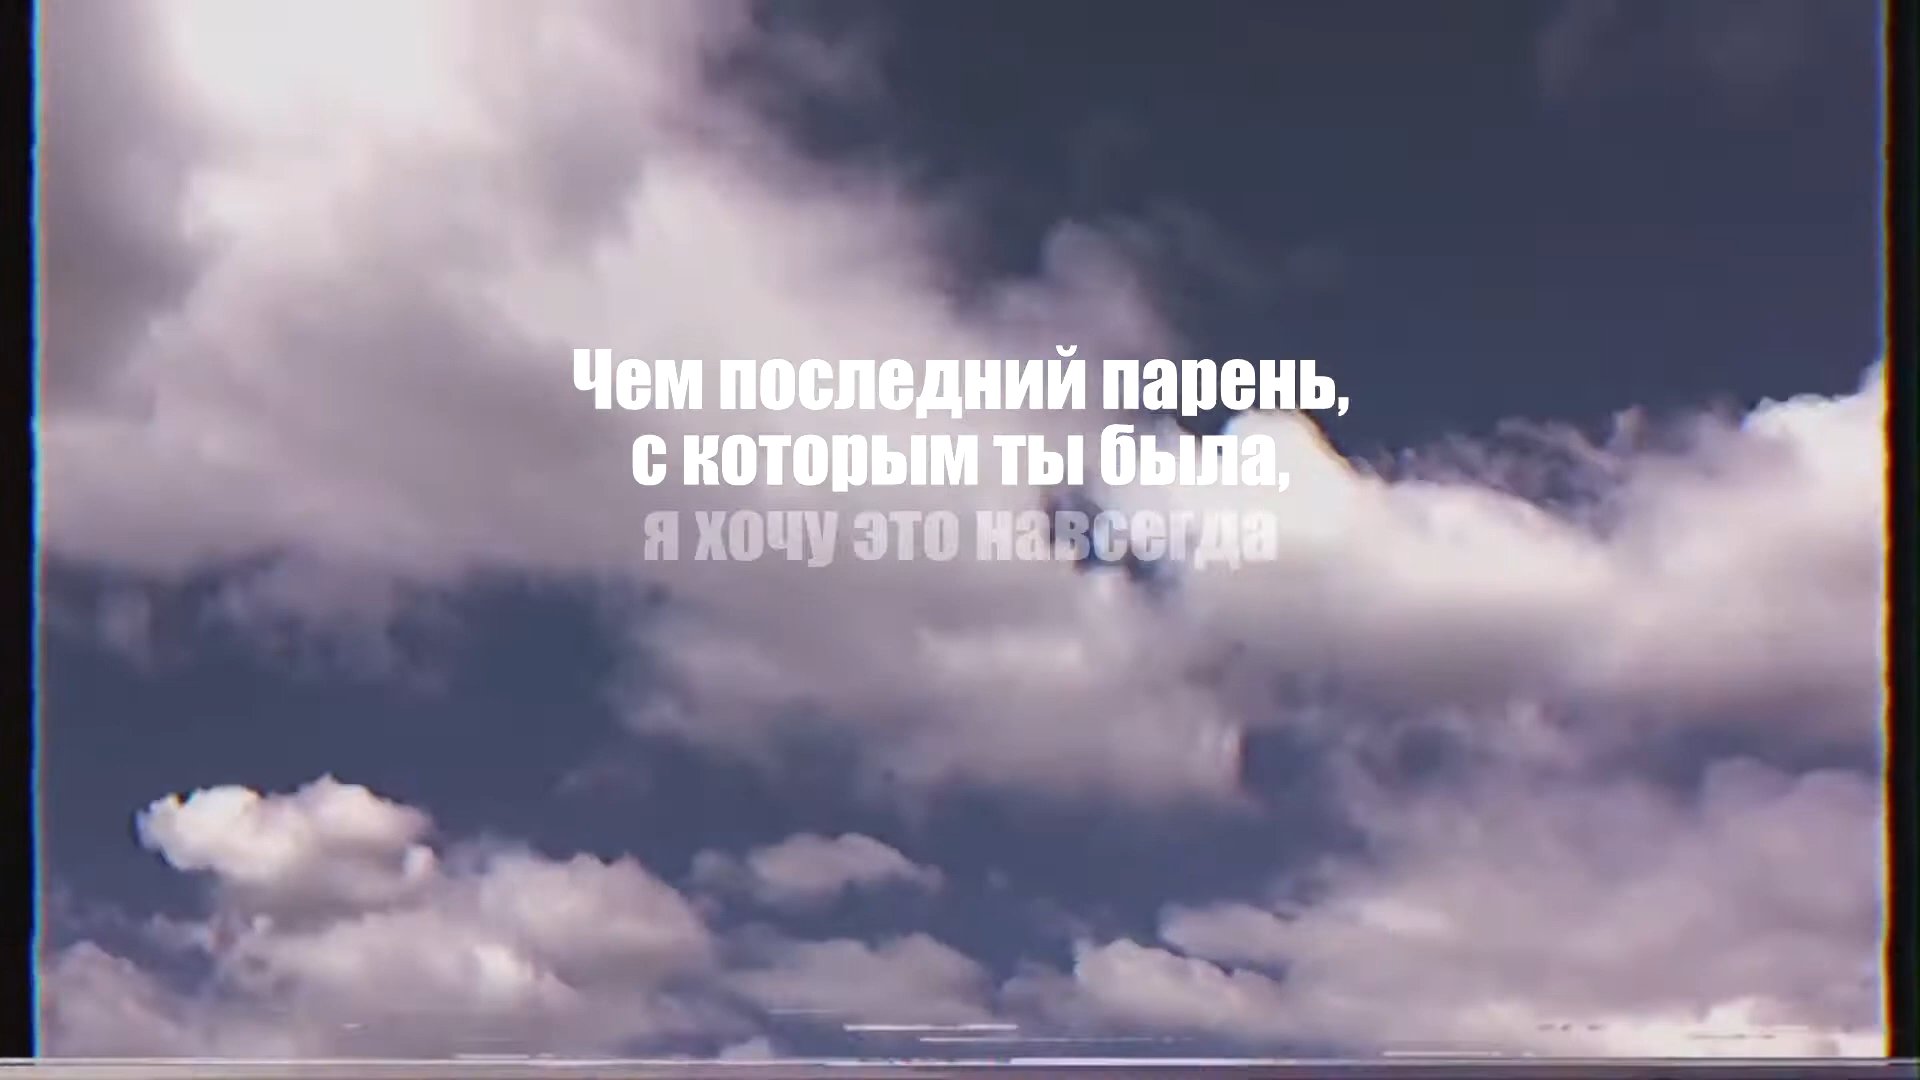 Чем последний парень,
с которым ты была,
я хочу это навсегда